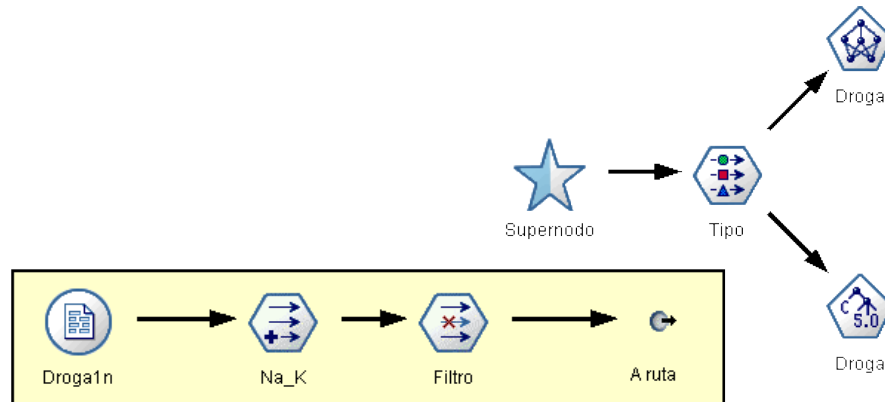 Droga
Supernodo
Tipo
Droga1n
Na_K
Filtro
A ruta
C 5.0
Droga